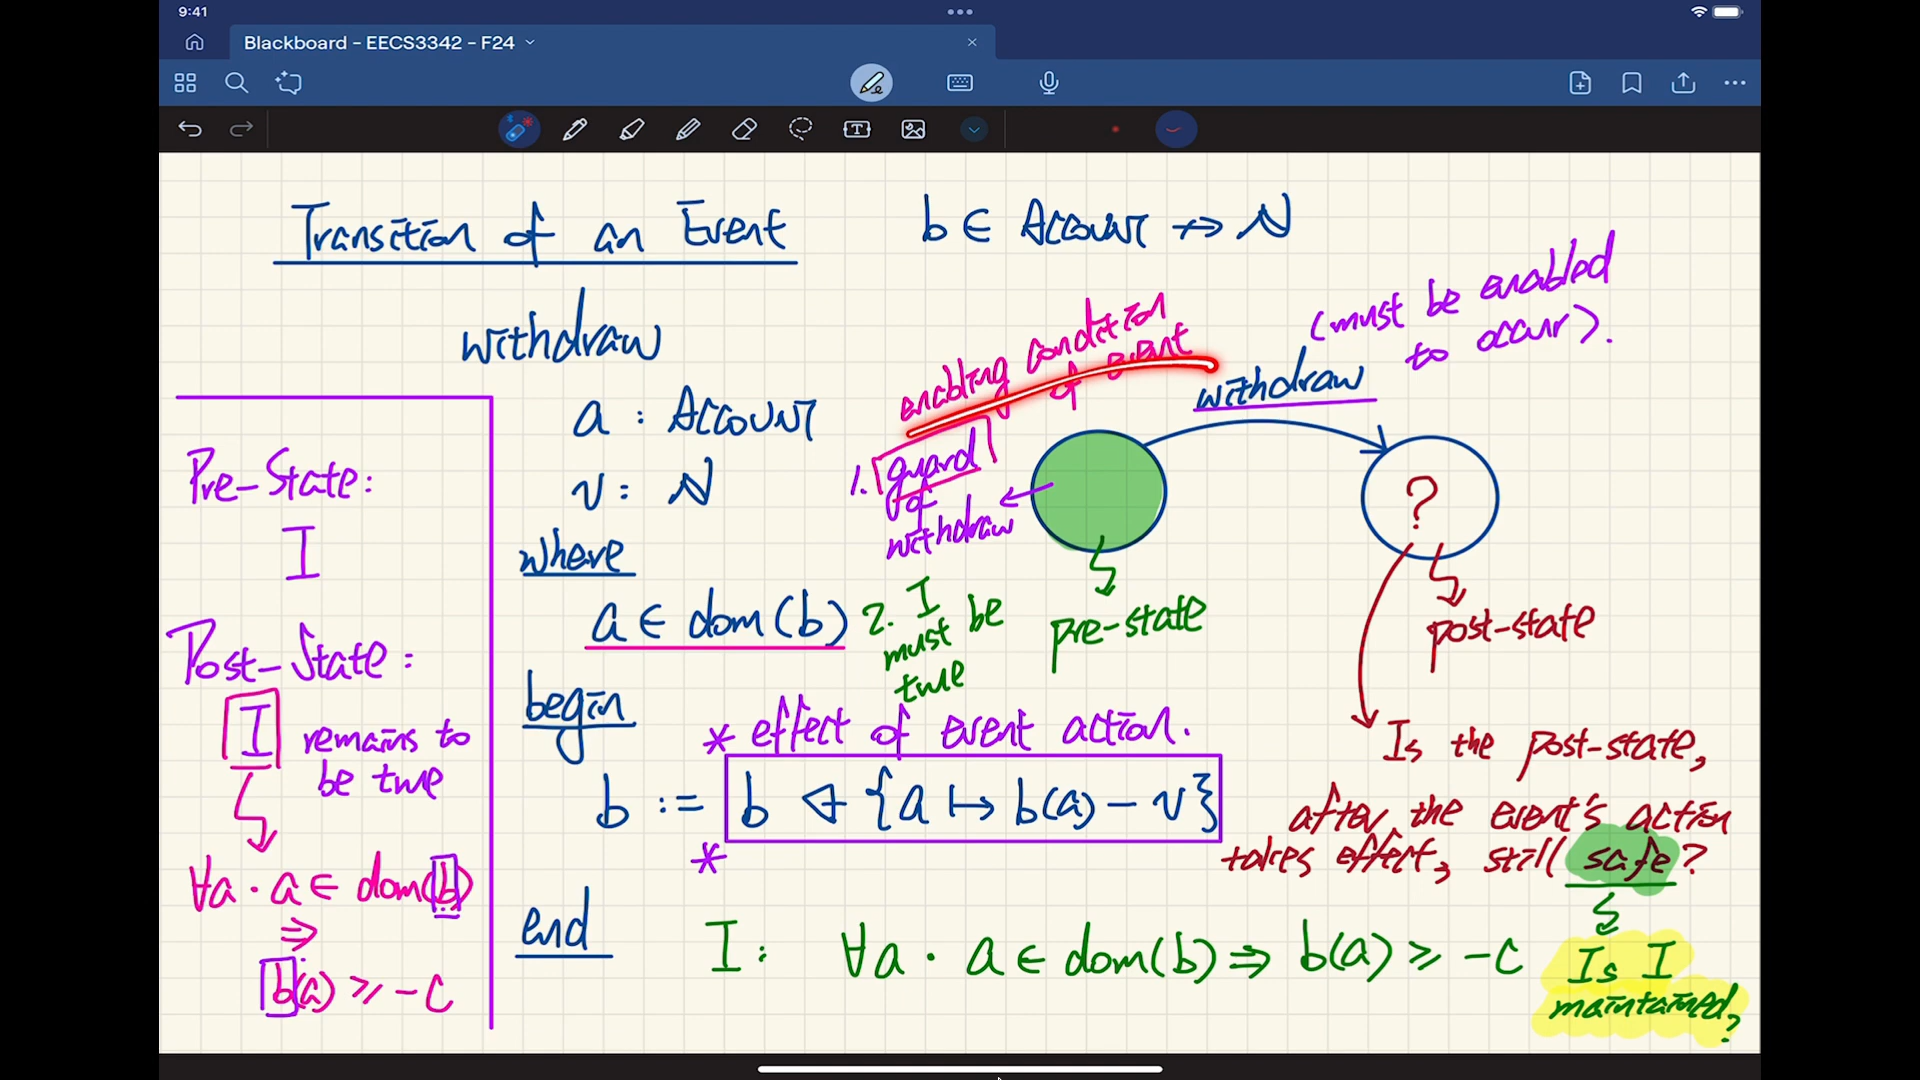 9:41
Blackboard - EECS3342 - F24
Transition of an Event
b ∈ Account ⇸ ℕ
withdraw
a : Account
v : ℕ
where
a ∈ dom(b)
begin
* effect of event action.
b := b ⩤ {a ↦ b(a) - v}
*
end
Pre-State:
I
Post-State:
I remains to
be true
∀a · a ∈ dom(b)
⇒
b(a) ≥ -c
enabling condition
of event
1. guard
of
withdraw
2. I
must be
true
pre-state
withdraw
(must be enabled
to occur).
?
post-state
Is the post-state,
after the event's action
takes effect, still safe?
Is I
maintained?
I: ∀a · a ∈ dom(b) ⇒ b(a) ≥ -c